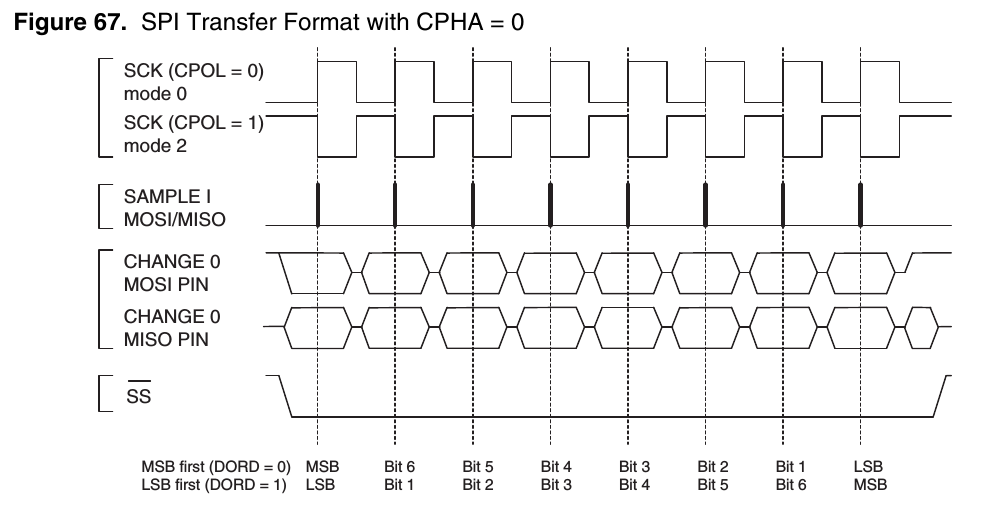 Figure 67. SPI Transfer Format with CPHA = 0
SCK (CPOL = 0)
mode 0
SCK (CPOL = 1)
mode 2
SAMPLE I
MOSI/MISO
CHANGE 0
MOSI PIN
CHANGE 0
MISO PIN
SS
MSB first (DORD = 0) MSB Bit 6 Bit 5 Bit 4 Bit 3 Bit 2 Bit 1 LSB
LSB first (DORD = 1) LSB Bit 1 Bit 2 Bit 3 Bit 4 Bit 5 Bit 6 MSB